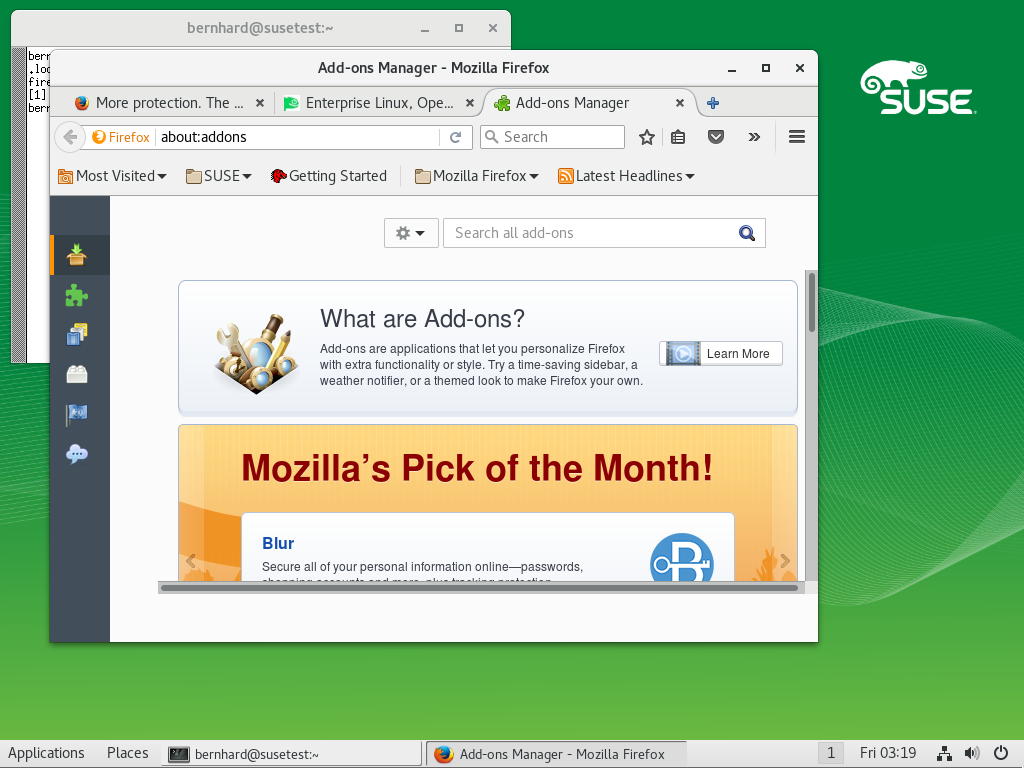 bernhard@susetest:~
bern
.loc
fire
[1]
bern
Add-ons Manager - Mozilla Firefox
More protection. The ...
Enterprise Linux, Ope...
Add-ons Manager
Firefox
about:addons
Search
Most Visited
SUSE
Getting Started
Mozilla Firefox
Latest Headlines
Search all add-ons
What are Add-ons?
Add-ons are applications that let you personalize Firefox
with extra functionality or style. Try a time-saving sidebar, a
weather notifier, or a themed look to make Firefox your own.
Learn More
Mozilla’s Pick of the Month!
Blur
Secure all of your personal information online—passwords,
SUSE
Applications
Places
bernhard@susetest:~
Add-ons Manager - Mozilla Firefox
1
Fri 03:19